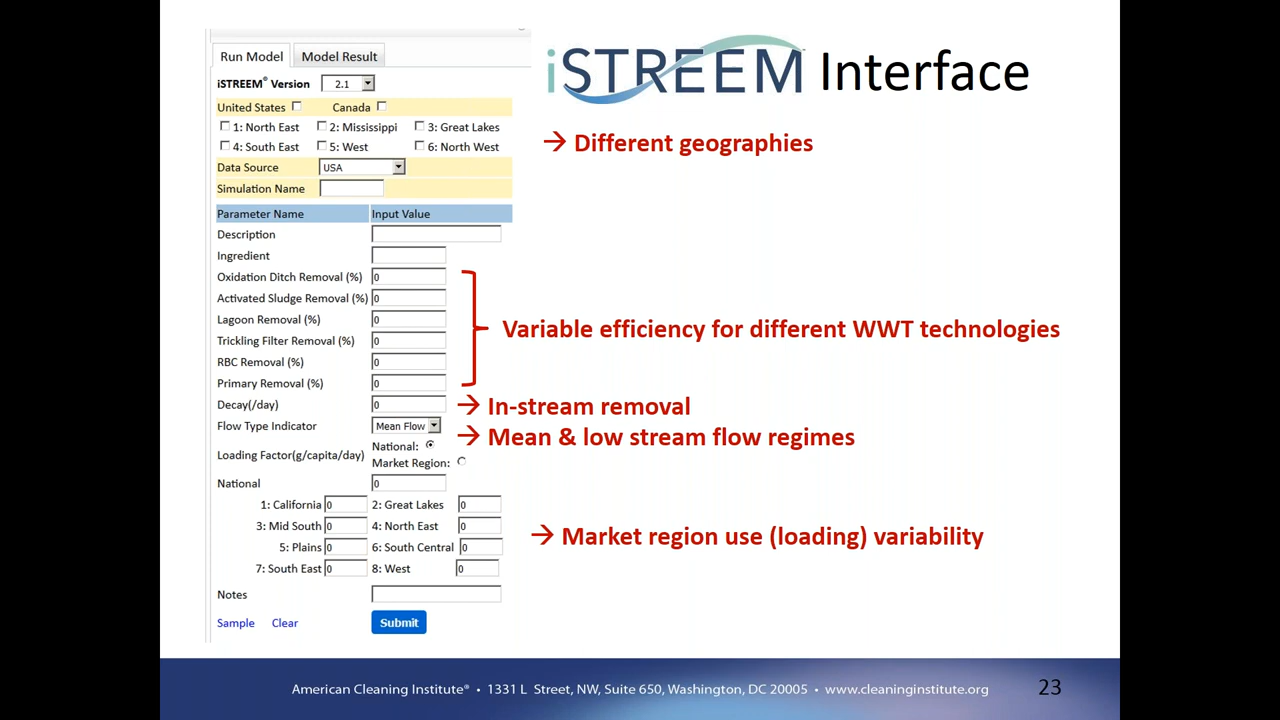 iSTREEM Interface
Run Model Model Result
iSTREEM® Version 2.1
United States Canada
1: North East 2: Mississippi 3: Great Lakes
4: South East 5: West 6: North West
→ Different geographies
Data Source USA
Simulation Name
Parameter Name Input Value
Description
Ingredient
Oxidation Ditch Removal (%) 0
Activated Sludge Removal (%) 0
Lagoon Removal (%) 0
Variable efficiency for different WWT technologies
Trickling Filter Removal (%) 0
RBC Removal (%) 0
Primary Removal (%) 0
Decay(/day) 0
→ In-stream removal
Flow Type Indicator Mean Flow
→ Mean & low stream flow regimes
Loading Factor(g/capita/day) National:
Market Region:
National 0
1: California 0 2: Great Lakes 0
3: Mid South 0 4: North East 0
→ Market region use (loading) variability
5: Plains 0 6: South Central 0
7: South East 0 8: West 0
Notes
Sample Clear Submit
American Cleaning Institute® • 1331 L Street, NW, Suite 650, Washington, DC 20005 • www.cleaninginstitute.org 23